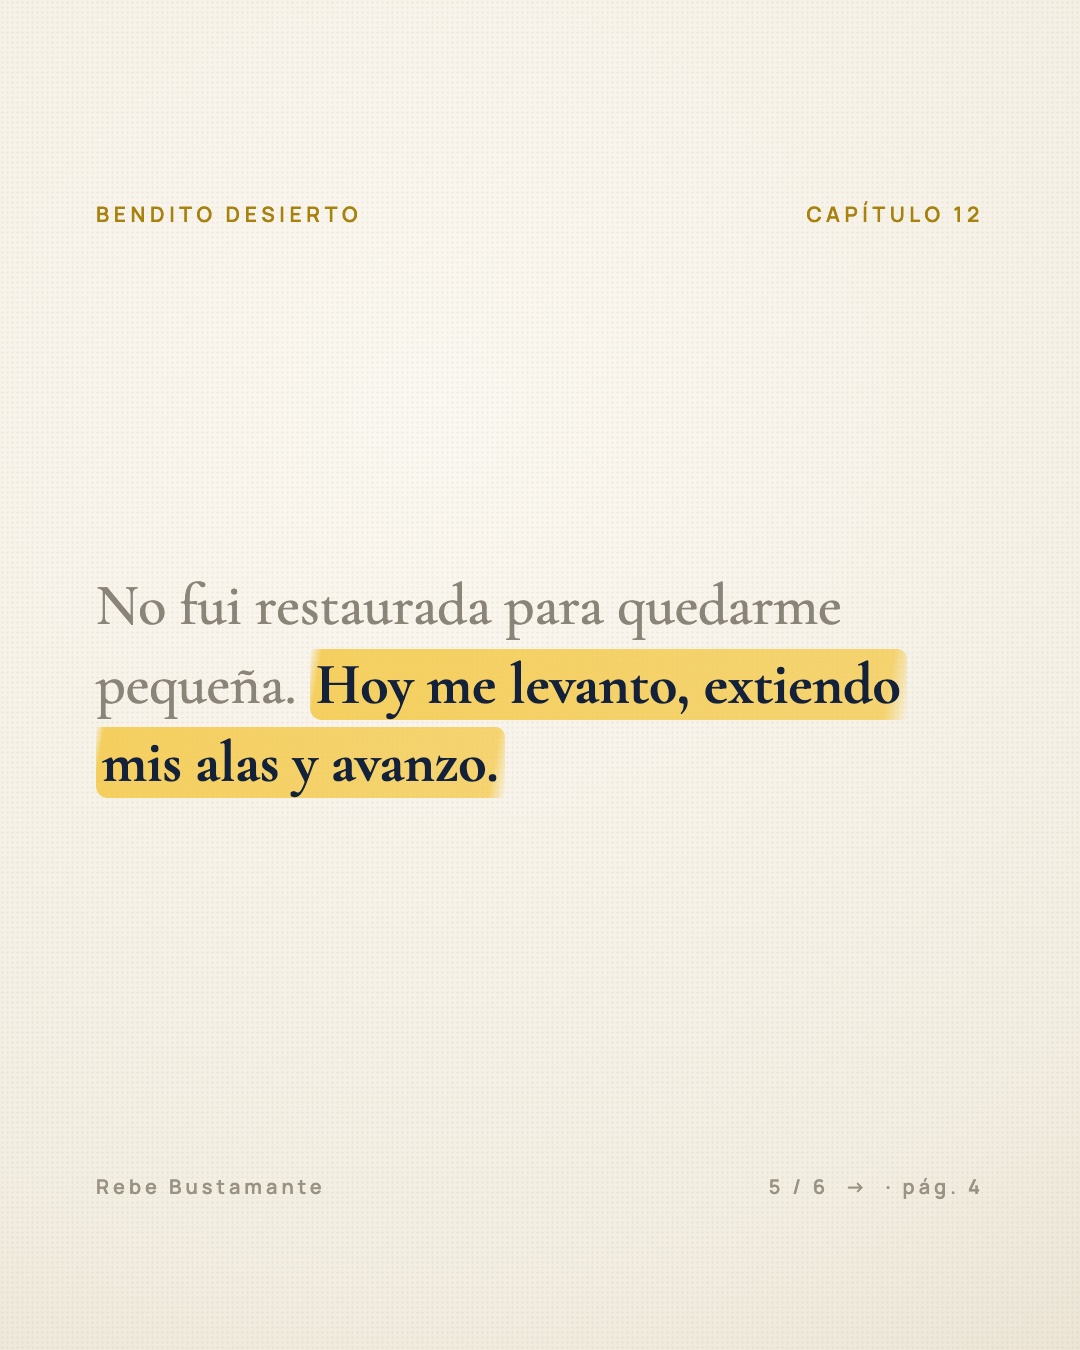 BENDITO DESIERTO
CAPÍTULO 12
No fui restaurada para quedarme
pequeña. Hoy me levanto, extiendo
mis alas y avanzo.
Rebe Bustamante
5 / 6 → · pág. 4